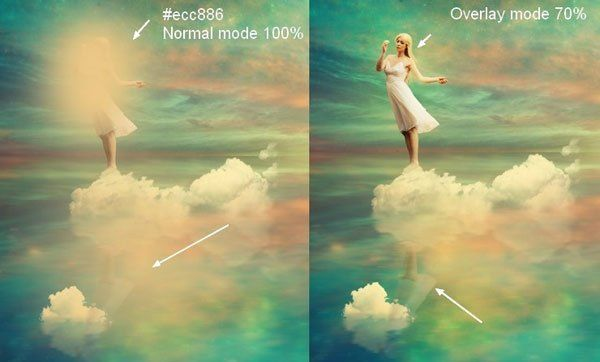 #ecc886
Normal mode 100%
Overlay mode 70%